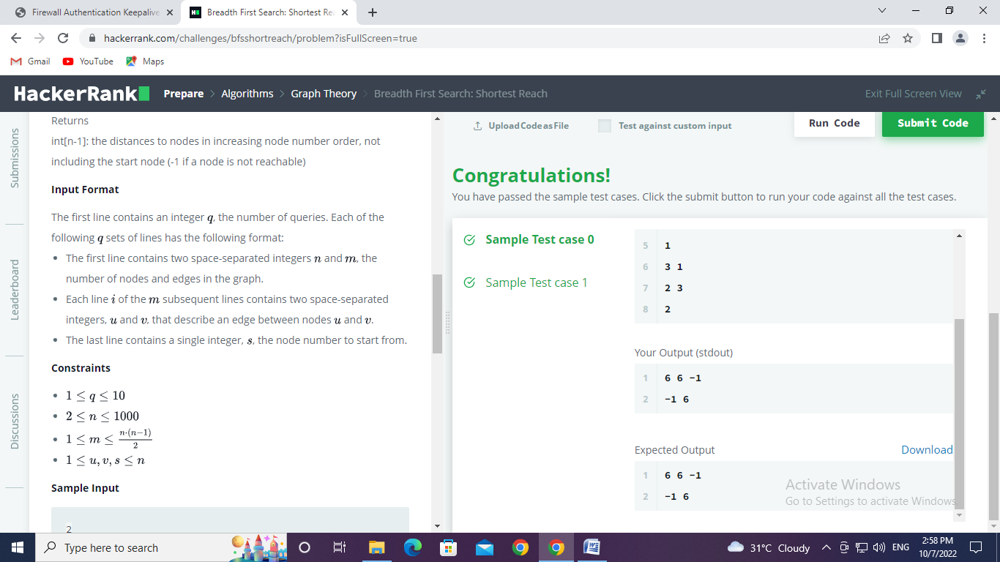 Firewall Authentication Keepalive
Breadth First Search: Shortest Re
hackerrank.com/challenges/bfsshortreach/problem?isFullScreen=true
Gmail YouTube Maps
HackerRank Prepare > Algorithms > Graph Theory > Breadth First Search: Shortest Reach Exit Full Screen View
Submissions
Leaderboard
Discussions
Returns
int[n-1]: the distances to nodes in increasing node number order, not
including the start node (-1 if a node is not reachable)
Input Format
The first line contains an integer q, the number of queries. Each of the
following q sets of lines has the following format:
• The first line contains two space-separated integers n and m, the
number of nodes and edges in the graph.
• Each line i of the m subsequent lines contains two space-separated
integers, u and v, that describe an edge between nodes u and v.
• The last line contains a single integer, s, the node number to start from.
Constraints
• 1 ≤ q ≤ 10
• 2 ≤ n ≤ 1000
• 1 ≤ m ≤ n·(n−1)/2
• 1 ≤ u, v, s ≤ n
Sample Input
2
Upload Code as File Test against custom input Run Code Submit Code
Congratulations!
You have passed the sample test cases. Click the submit button to run your code against all the test cases.
Sample Test case 0
Sample Test case 1
5 1
6 3 1
7 2 3
8 2
Your Output (stdout)
1 6 6 -1
2 -1 6
Expected Output Download
1 6 6 -1
2 -1 6
Activate Windows
Go to Settings to activate Windows.
Type here to search
31°C Cloudy ENG
2:58 PM
10/7/2022